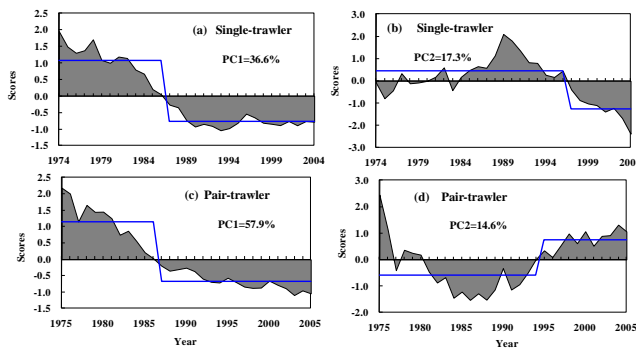 (a) Single-trawler
PC1=36.6%
Scores
2.0
1.5
1.0
0.5
0.0
-0.5
-1.0
-1.5
1974 1979 1984 1989 1994 1999 2004
(b) Single-trawler
PC2=17.3%
Scores
3.0
2.0
1.0
0.0
-1.0
-2.0
-3.0
1974 1979 1984 1989 1994 1999 200
(c) Pair-trawler
PC1=57.9%
Scores
2.5
2.0
1.5
1.0
0.5
0.0
-0.5
-1.0
-1.5
1975 1980 1985 1990 1995 2000 2005
Year
(d) Pair-trawler
PC2=14.6%
Scores
3.0
2.0
1.0
0.0
-1.0
-2.0
1975 1980 1985 1990 1995 2000 2005
Year